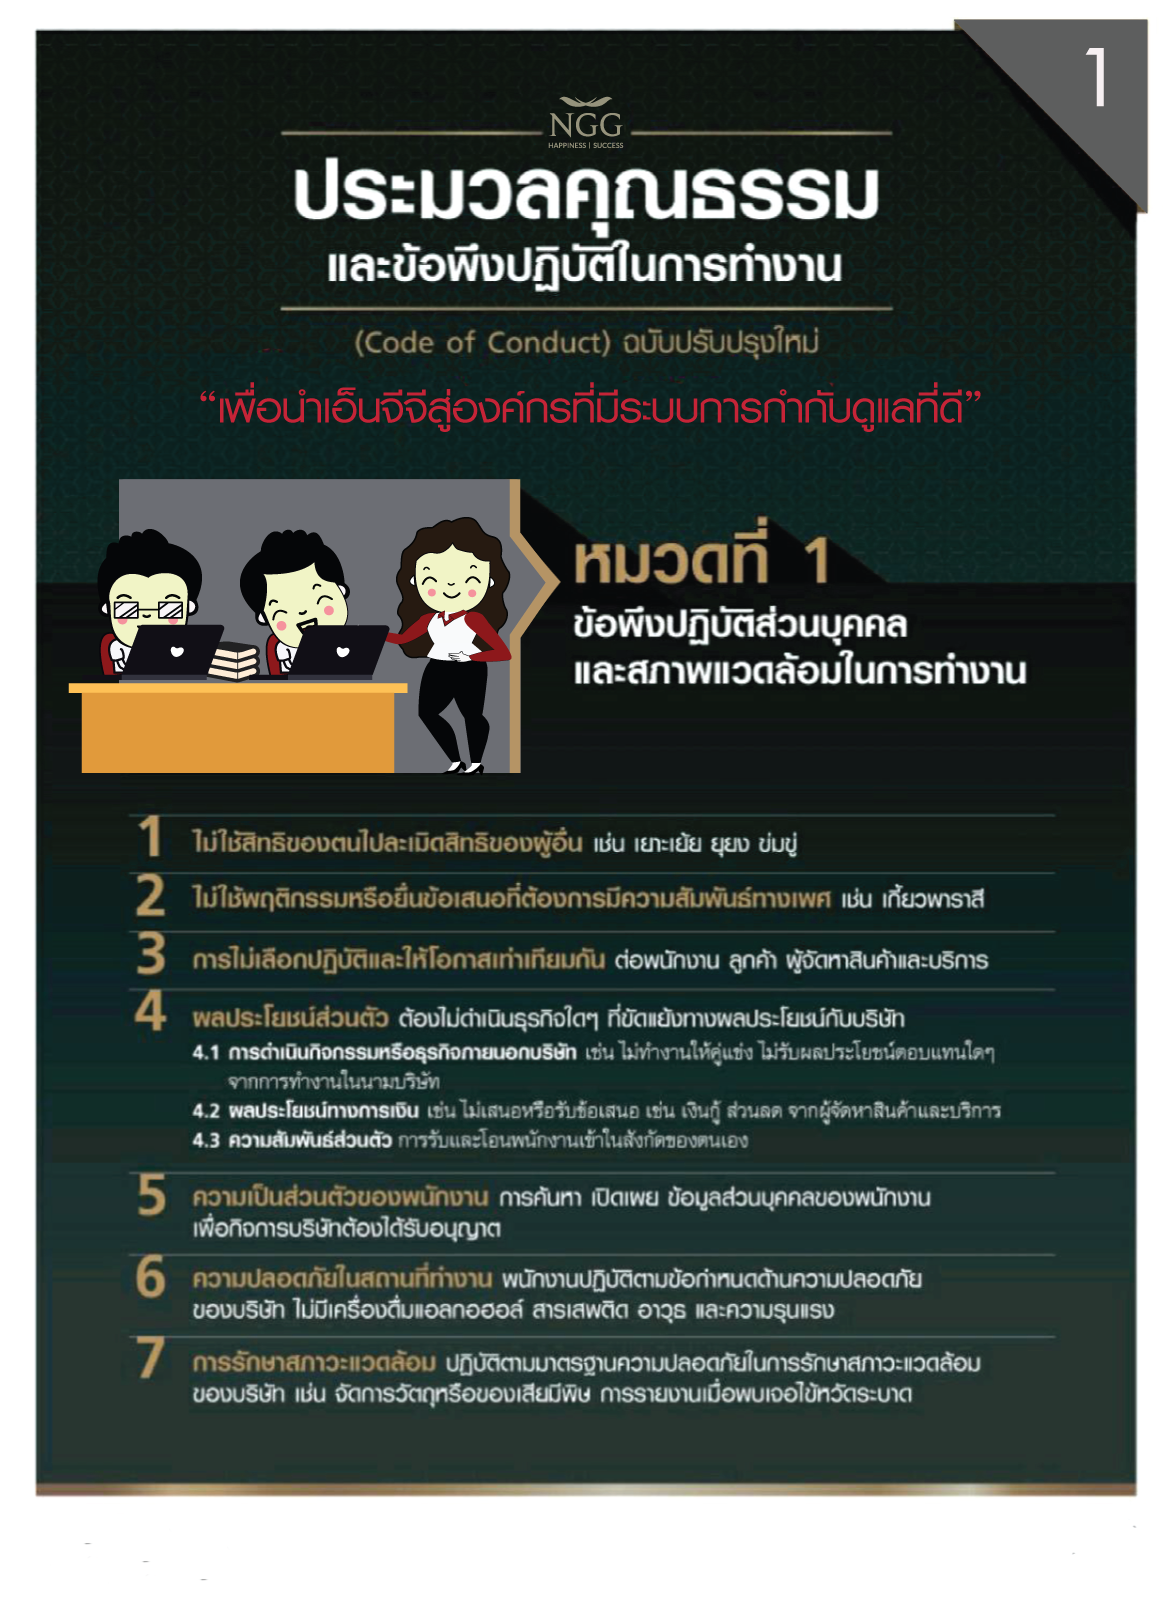 1
NGG
HAPPINESS | SUCCESS
ประมวลคุณธรรม
และข้อพึงปฏิบัติในการทำงาน
(Code of Conduct) ฉบับปรับปรุงใหม่
“เพื่อนำเอ็นจีจีสู่องค์กรที่มีระบบการกำกับดูแลที่ดี”
หมวดที่ 1
ข้อพึงปฏิบัติส่วนบุคคล
และสภาพแวดล้อมในการทำงาน
1 ไม่ใช้สิทธิของตนไปละเมิดสิทธิของผู้อื่น เช่น เยาะเย้ย ยุยง ข่มขู่
2 ไม่ใช้พฤติกรรมหรือยื่นข้อเสนอที่ต้องการมีความสัมพันธ์ทางเพศ เช่น เกี้ยวพาราสี
3 การไม่เลือกปฏิบัติและให้โอกาสเท่าเทียมกัน ต่อพนักงาน ลูกค้า ผู้จัดหาสินค้าและบริการ
4 ผลประโยชน์ส่วนตัว ต้องไม่ดำเนินธุรกิจใดๆ ที่ขัดแย้งทางผลประโยชน์กับบริษัท
4.1 การดำเนินกิจกรรมหรือธุรกิจภายนอกบริษัท เช่น ไม่ทำงานให้คู่แข่ง ไม่รับผลประโยชน์ตอบแทนใดๆ
จากการทำงานในนามบริษัท
4.2 ผลประโยชน์ทางการเงิน เช่น ไม่เสนอหรือรับข้อเสนอ เช่น เงินกู้ ส่วนลด จากผู้จัดหาสินค้าและบริการ
4.3 ความสัมพันธ์ส่วนตัว การรับและโอนพนักงานเข้าในสังกัดของตนเอง
5 ความเป็นส่วนตัวของพนักงาน การค้นหา เปิดเผย ข้อมูลส่วนบุคคลของพนักงาน
เพื่อกิจการบริษัทต้องได้รับอนุญาต
6 ความปลอดภัยในสถานที่ทำงาน พนักงานปฏิบัติตามข้อกำหนดด้านความปลอดภัย
ของบริษัท ไม่มีเครื่องดื่มแอลกอฮอล์ สารเสพติด อาวุธ และความรุนแรง
7 การรักษาสภาวะแวดล้อม ปฏิบัติตามมาตรฐานความปลอดภัยในการรักษาสภาวะแวดล้อม
ของบริษัท เช่น จัดการวัตถุหรือของเสียมีพิษ การรายงานเมื่อพบเจอไข้หวัดระบาด